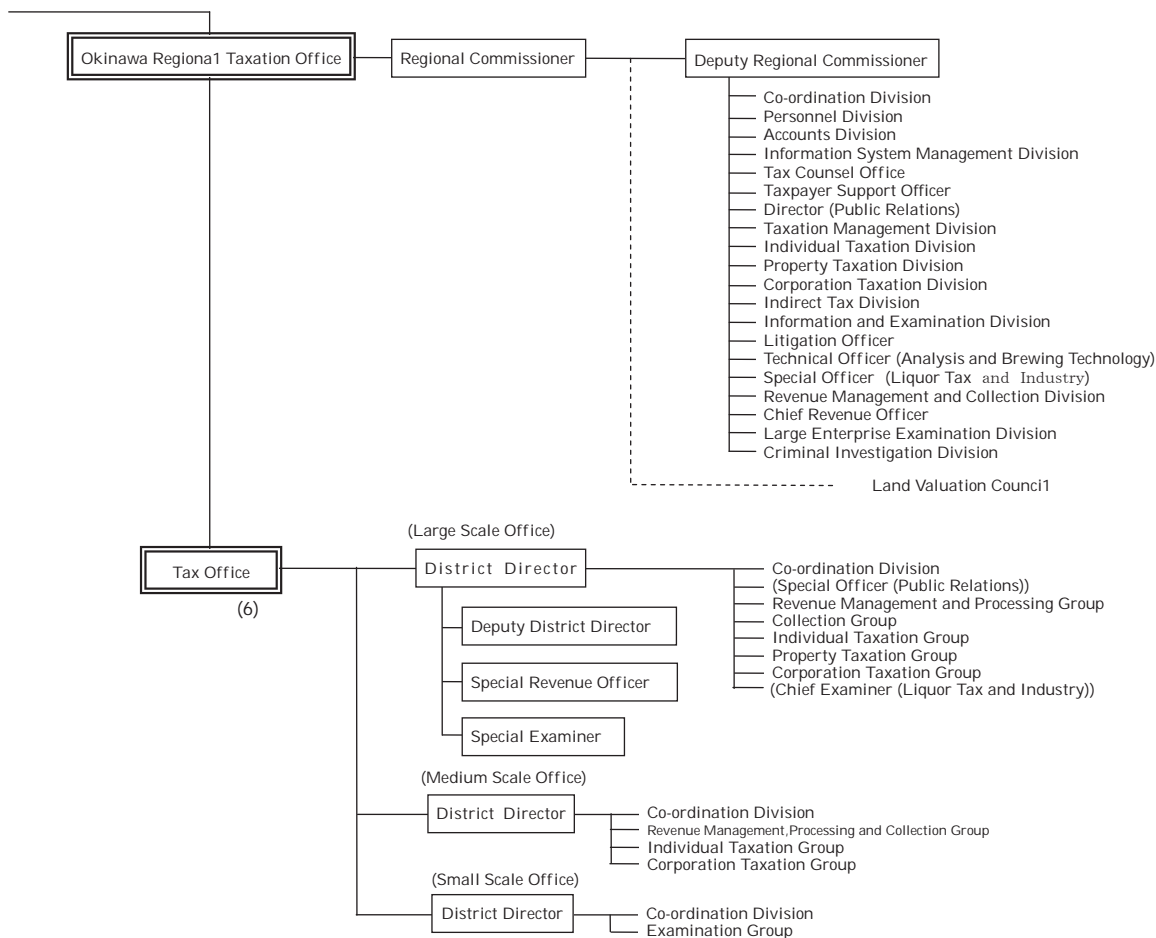 Okinawa Regiona1 Taxation Office
Regional Commissioner
Deputy Regional Commissioner
Co-ordination Division
Personnel Division
Accounts Division
Information System Management Division
Tax Counsel Office
Taxpayer Support Officer
Director (Public Relations)
Taxation Management Division
Individual Taxation Division
Property Taxation Division
Corporation Taxation Division
Indirect Tax Division
Information and Examination Division
Litigation Officer
Technical Officer (Analysis and Brewing Technology)
Special Officer (Liquor Tax and Industry)
Revenue Management and Collection Division
Chief Revenue Officer
Large Enterprise Examination Division
Criminal Investigation Division
Land Valuation Counci1
Tax Office
(6)
(Large Scale Office)
District Director
Deputy District Director
Special Revenue Officer
Special Examiner
Co-ordination Division
(Special Officer (Public Relations))
Revenue Management and Processing Group
Collection Group
Individual Taxation Group
Property Taxation Group
Corporation Taxation Group
(Chief Examiner (Liquor Tax and Industry))
(Medium Scale Office)
District Director
Co-ordination Division
Revenue Management,Processing and Collection Group
Individual Taxation Group
Corporation Taxation Group
(Small Scale Office)
District Director
Co-ordination Division
Examination Group